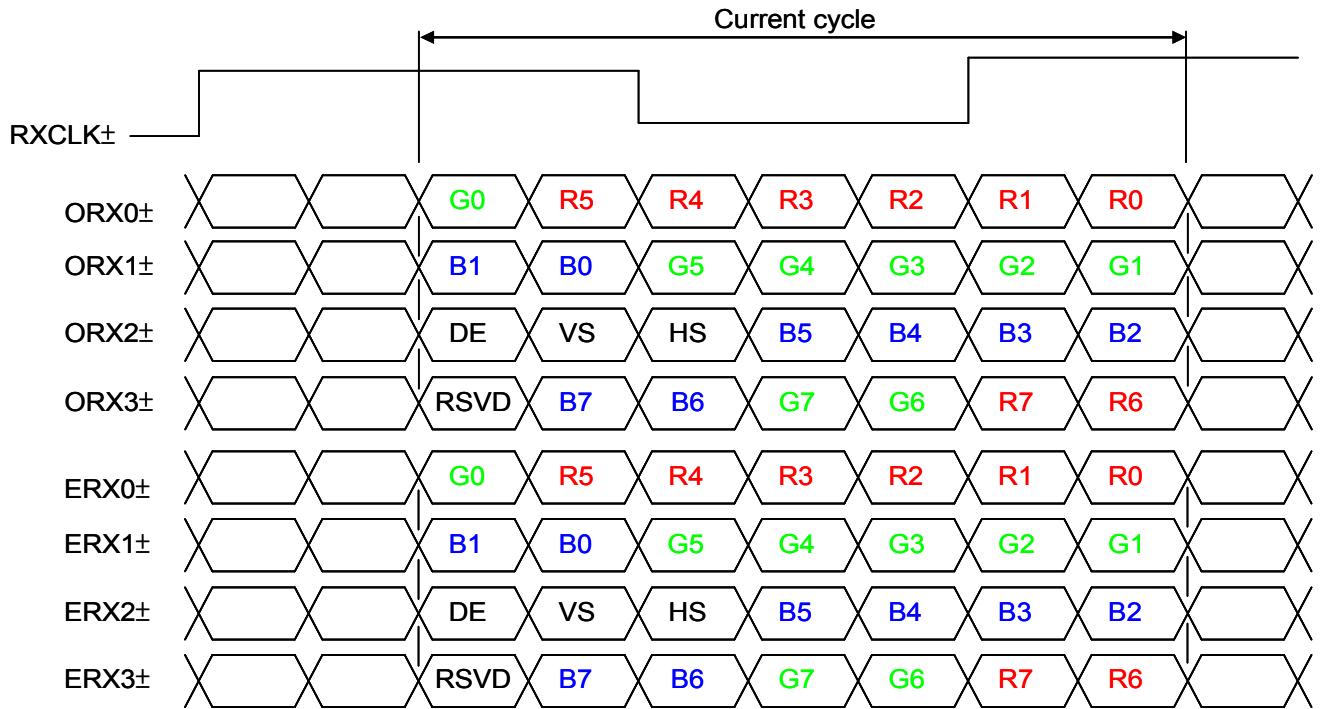 Current cycle
RXCLK±
ORX0± G0 R5 R4 R3 R2 R1 R0
ORX1± B1 B0 G5 G4 G3 G2 G1
ORX2± DE VS HS B5 B4 B3 B2
ORX3± RSVD B7 B6 G7 G6 R7 R6
ERX0± G0 R5 R4 R3 R2 R1 R0
ERX1± B1 B0 G5 G4 G3 G2 G1
ERX2± DE VS HS B5 B4 B3 B2
ERX3± RSVD B7 B6 G7 G6 R7 R6